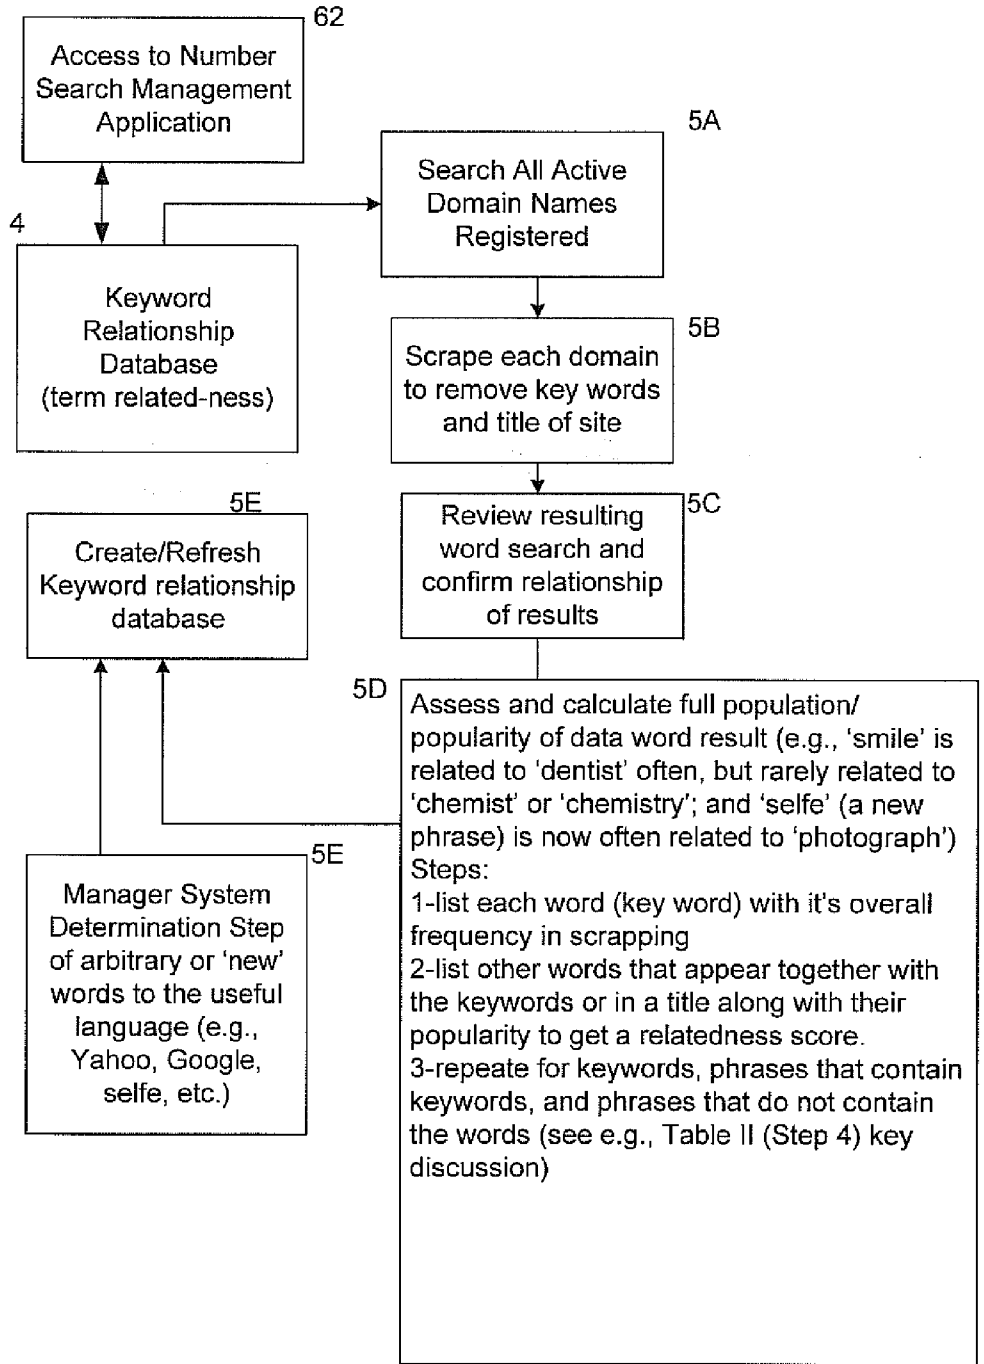 62
Access to Number
Search Management
Application
5A
Search All Active
Domain Names
Registered
4
Keyword
Relationship
Database
(term related-ness)
5B
Scrape each domain
to remove key words
and title of site
5C
Review resulting
word search and
confirm relationship
of results
5E
Create/Refresh
Keyword relationship
database
5D
Assess and calculate full population/
popularity of data word result (e.g., ‘smile’ is
related to ‘dentist’ often, but rarely related to
‘chemist’ or ‘chemistry’; and ‘selfe’ (a new
phrase) is now often related to ‘photograph’)
Steps:
1-list each word (key word) with it's overall
frequency in scrapping
2-list other words that appear together with
the keywords or in a title along with their
popularity to get a relatedness score.
3-repeat for keywords, phrases that contain
keywords, and phrases that do not contain
the words (see e.g., Table II (Step 4) key
discussion)
5E
Manager System
Determination Step
of arbitrary or ‘new’
words to the useful
language (e.g.,
Yahoo, Google,
selfe, etc.)